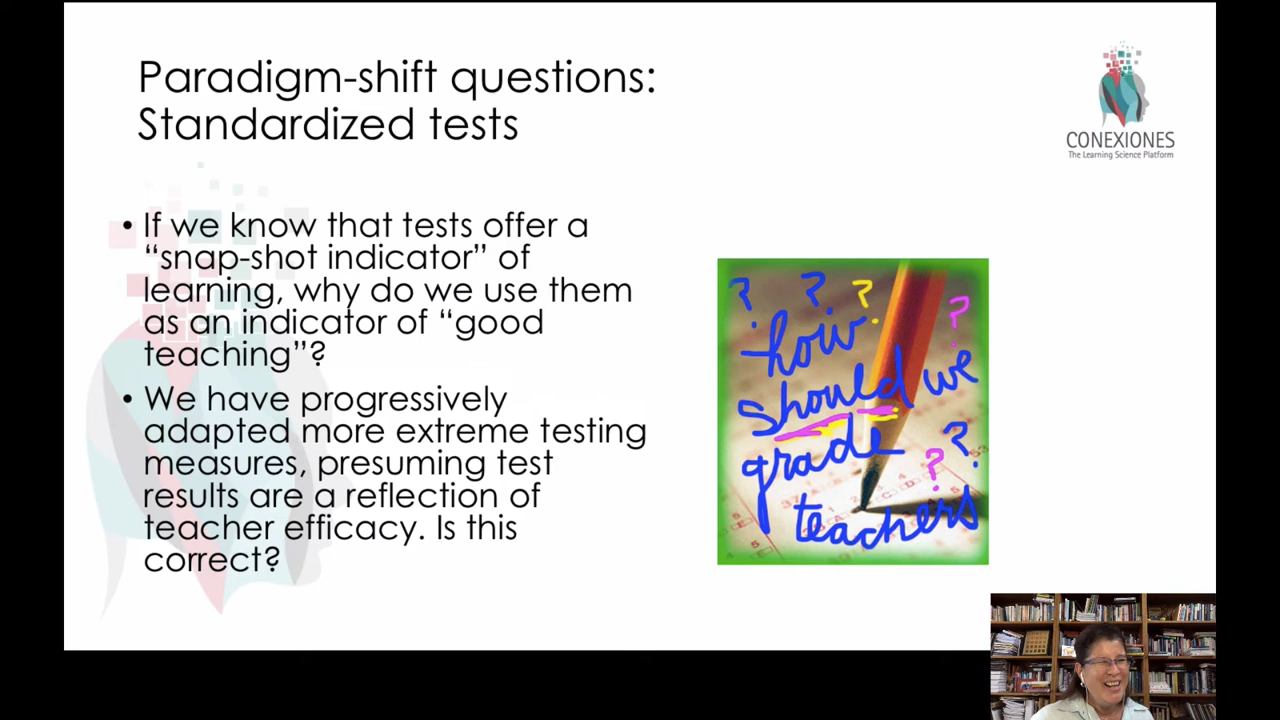 Paradigm-shift questions:
Standardized tests
CONEXIONES
The Learning Science Platform
• If we know that tests offer a
“snap-shot indicator” of
learning, why do we use them
as an indicator of “good
teaching”?
• We have progressively
adapted more extreme testing
measures, presuming test
results are a reflection of
teacher efficacy. Is this
correct?
? ? ? ?
how
should we
grade ? ?
teachers